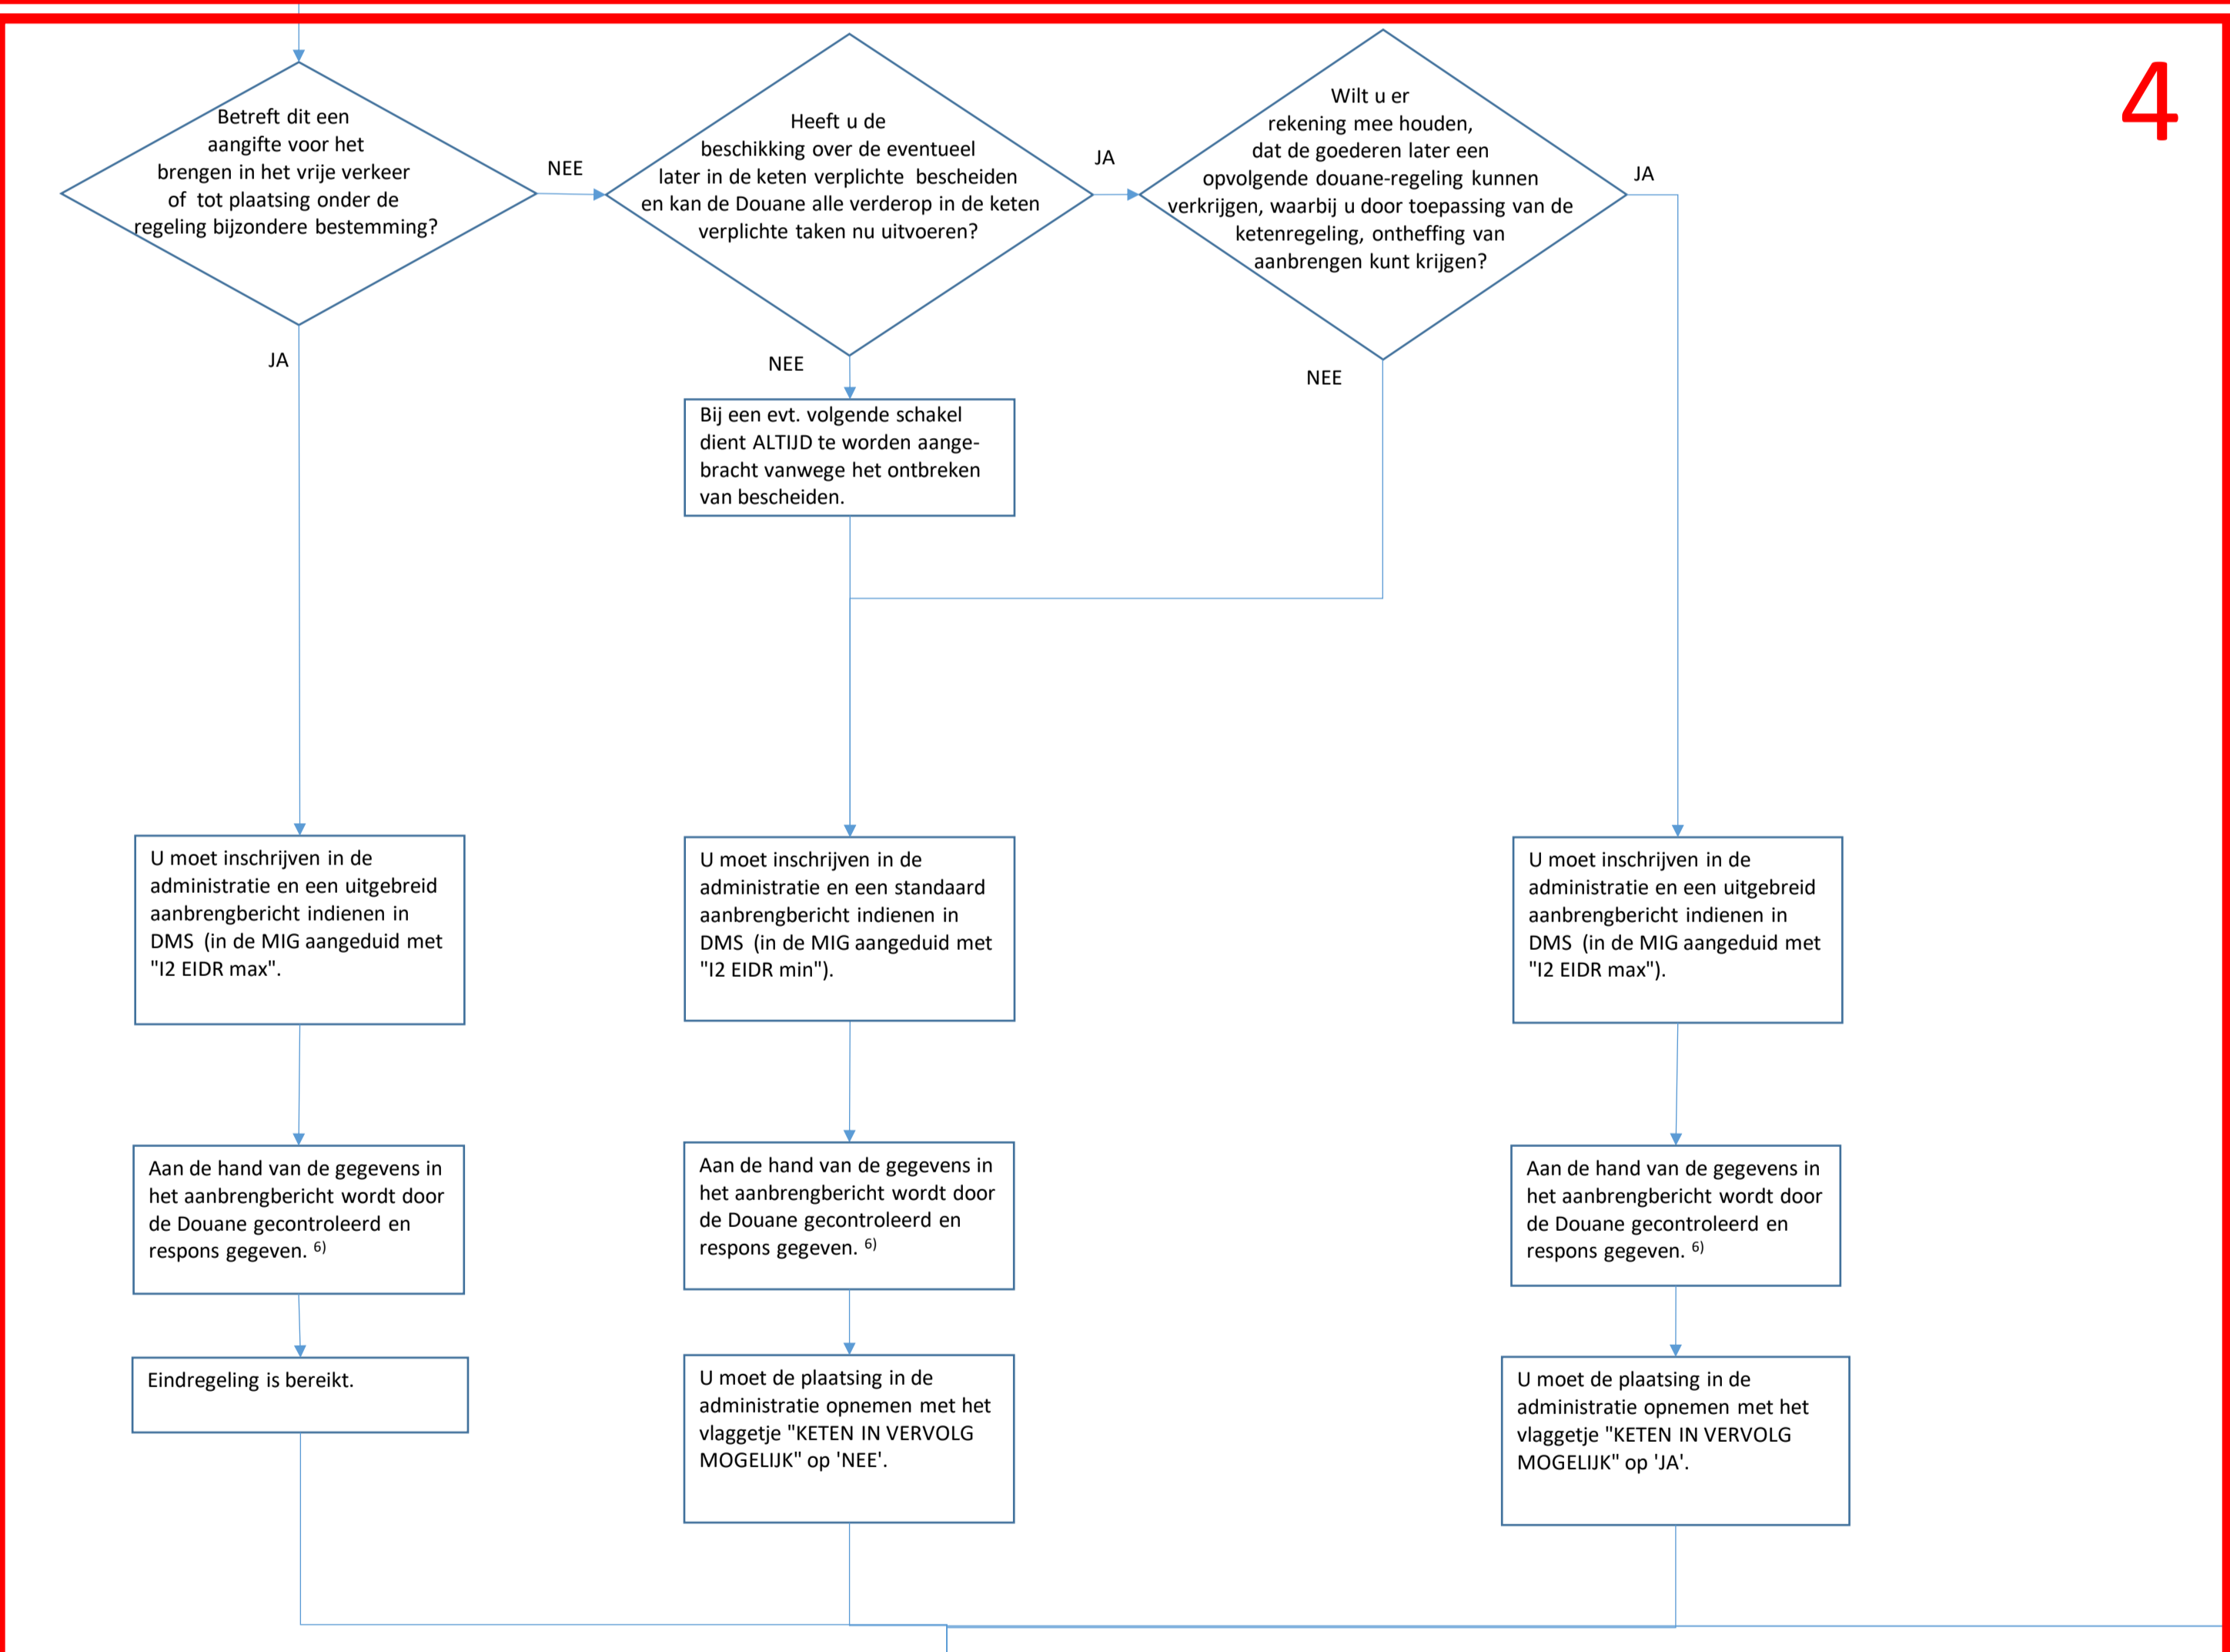 4
Betreft dit een
aangifte voor het
brengen in het vrije verkeer
of tot plaatsing onder de
regeling bijzondere bestemming?
NEE
JA
Heeft u de
beschikking over de eventueel
later in de keten verplichte bescheiden
en kan de Douane alle verderop in de keten
verplichte taken nu uitvoeren?
JA
NEE
Wilt u er
rekening mee houden,
dat de goederen later een
opvolgende douane-regeling kunnen
verkrijgen, waarbij u door toepassing van de
ketenregeling, ontheffing van
aanbrengen kunt krijgen?
JA
NEE
Bij een evt. volgende schakel
dient ALTIJD te worden aange-
bracht vanwege het ontbreken
van bescheiden.
U moet inschrijven in de
administratie en een uitgebreid
aanbrengbericht indienen in
DMS (in de MIG aangeduid met
"I2 EIDR max".
U moet inschrijven in de
administratie en een standaard
aanbrengbericht indienen in
DMS (in de MIG aangeduid met
"I2 EIDR min").
U moet inschrijven in de
administratie en een uitgebreid
aanbrengbericht indienen in
DMS (in de MIG aangeduid met
"I2 EIDR max").
Aan de hand van de gegevens in
het aanbrengbericht wordt door
de Douane gecontroleerd en
respons gegeven. 6)
Aan de hand van de gegevens in
het aanbrengbericht wordt door
de Douane gecontroleerd en
respons gegeven. 6)
Aan de hand van de gegevens in
het aanbrengbericht wordt door
de Douane gecontroleerd en
respons gegeven. 6)
Eindregeling is bereikt.
U moet de plaatsing in de
administratie opnemen met het
vlaggetje "KETEN IN VERVOLG
MOGELIJK" op 'NEE'.
U moet de plaatsing in de
administratie opnemen met het
vlaggetje "KETEN IN VERVOLG
MOGELIJK" op 'JA'.